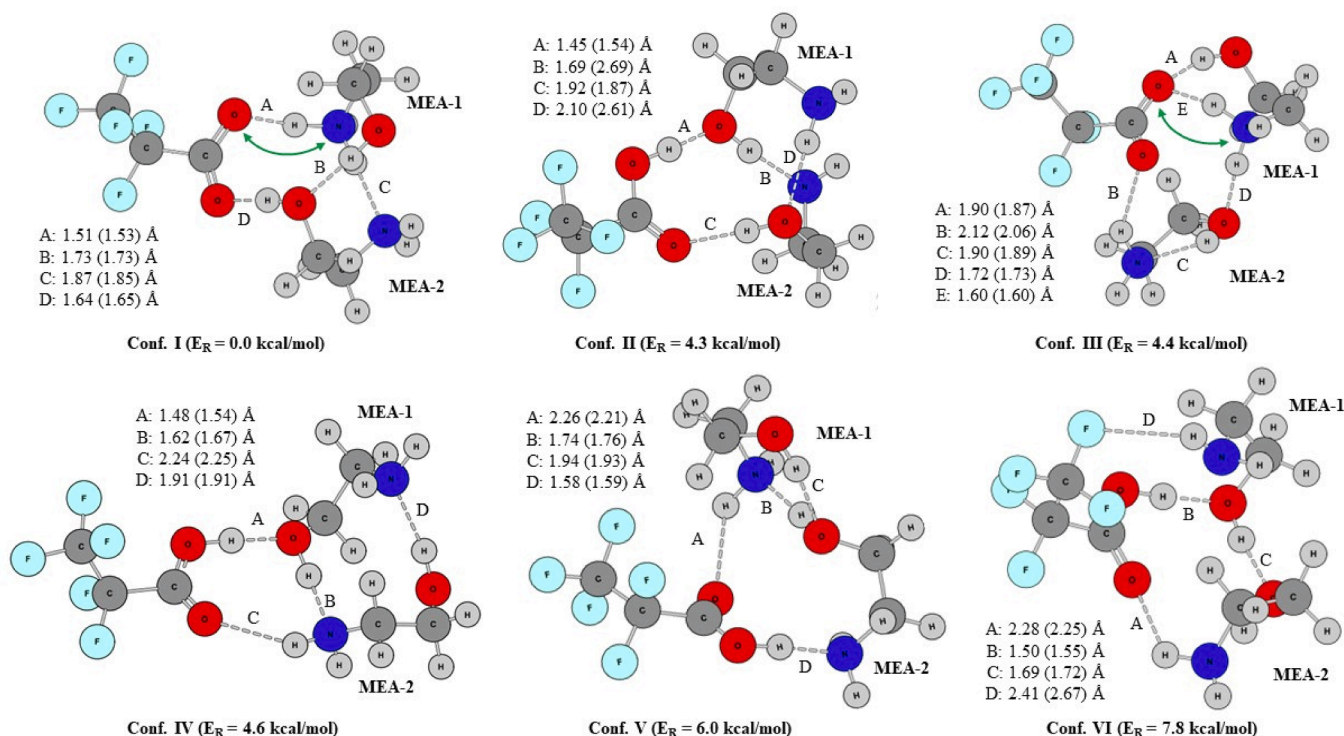 MEA-1
A
B
C
D
A: 1.51 (1.53) Å
B: 1.73 (1.73) Å
C: 1.87 (1.85) Å
D: 1.64 (1.65) Å
MEA-2
Conf. I (E_R = 0.0 kcal/mol)
A: 1.45 (1.54) Å
B: 1.69 (2.69) Å
C: 1.92 (1.87) Å
D: 2.10 (2.61) Å
MEA-1
A
D
B
C
MEA-2
Conf. II (E_R = 4.3 kcal/mol)
A
E
MEA-1
B
D
C
A: 1.90 (1.87) Å
B: 2.12 (2.06) Å
C: 1.90 (1.89) Å
D: 1.72 (1.73) Å
E: 1.60 (1.60) Å
MEA-2
Conf. III (E_R = 4.4 kcal/mol)
A: 1.48 (1.54) Å
B: 1.62 (1.67) Å
C: 2.24 (2.25) Å
D: 1.91 (1.91) Å
MEA-1
A
D
B
C
MEA-2
Conf. IV (E_R = 4.6 kcal/mol)
A: 2.26 (2.21) Å
B: 1.74 (1.76) Å
C: 1.94 (1.93) Å
D: 1.58 (1.59) Å
MEA-1
C
B
A
D
MEA-2
Conf. V (E_R = 6.0 kcal/mol)
MEA-1
D
B
C
A
A: 2.28 (2.25) Å
B: 1.50 (1.55) Å
C: 1.69 (1.72) Å
D: 2.41 (2.67) Å
MEA-2
Conf. VI (E_R = 7.8 kcal/mol)